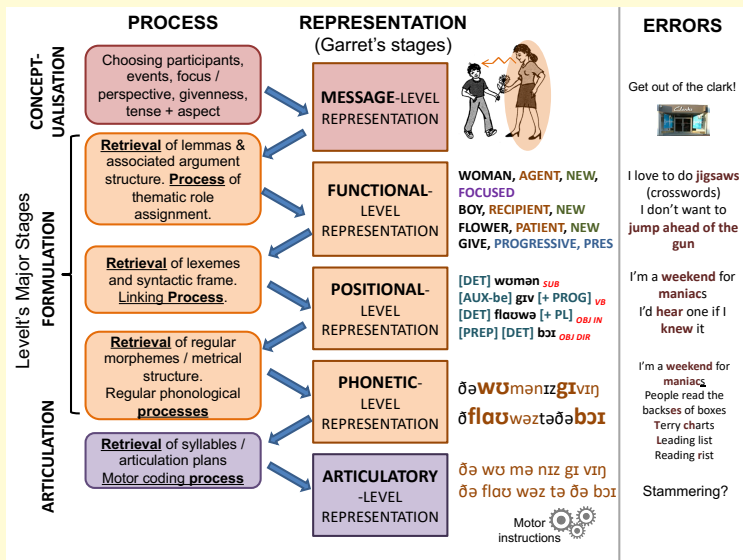 PROCESS
REPRESENTATION
(Garret's stages)
ERRORS
CONCEPT-
UALISATION
Choosing participants,
events, focus /
perspective, givenness,
tense + aspect
MESSAGE-LEVEL
REPRESENTATION
Get out of the clark!
Clarks
Levelt's Major Stages
FORMULATION
Retrieval of lemmas &
associated argument
structure. Process of
thematic role
assignment.
FUNCTIONAL-
LEVEL
REPRESENTATION
WOMAN, AGENT, NEW,
FOCUSED
BOY, RECIPIENT, NEW
FLOWER, PATIENT, NEW
GIVE, PROGRESSIVE, PRES
I love to do jigsaws
(crosswords)
I don't want to
jump ahead of the
gun
Retrieval of lexemes
and syntactic frame.
Linking Process.
POSITIONAL-
LEVEL
REPRESENTATION
[DET] wʊmən SUB
[AUX-be] gɪv [+ PROG] VB
[DET] flaʊwə [+ PL] OBJ IN
[PREP] [DET] bɔɪ OBJ DIR
I'm a weekend for
maniacs
I'd hear one if I
knew it
Retrieval of regular
morphemes / metrical
structure.
Regular phonological
processes
PHONETIC-
LEVEL
REPRESENTATION
ðəwʊmənɪzgɪvɪŋ
ðflaʊwəztəðəbɔɪ
I'm a weekend for
maniacs
People read the
backses of boxes
Terry charts
Leading list
Reading rist
ARTICULATION
Retrieval of syllables
/ articulation plans
Motor coding process
ARTICULATORY
-LEVEL
REPRESENTATION
ðə wʊ mə nɪz gɪ vɪŋ
ðə flaʊ wəz tə ðə bɔɪ
Motor
instructions
Stammering?